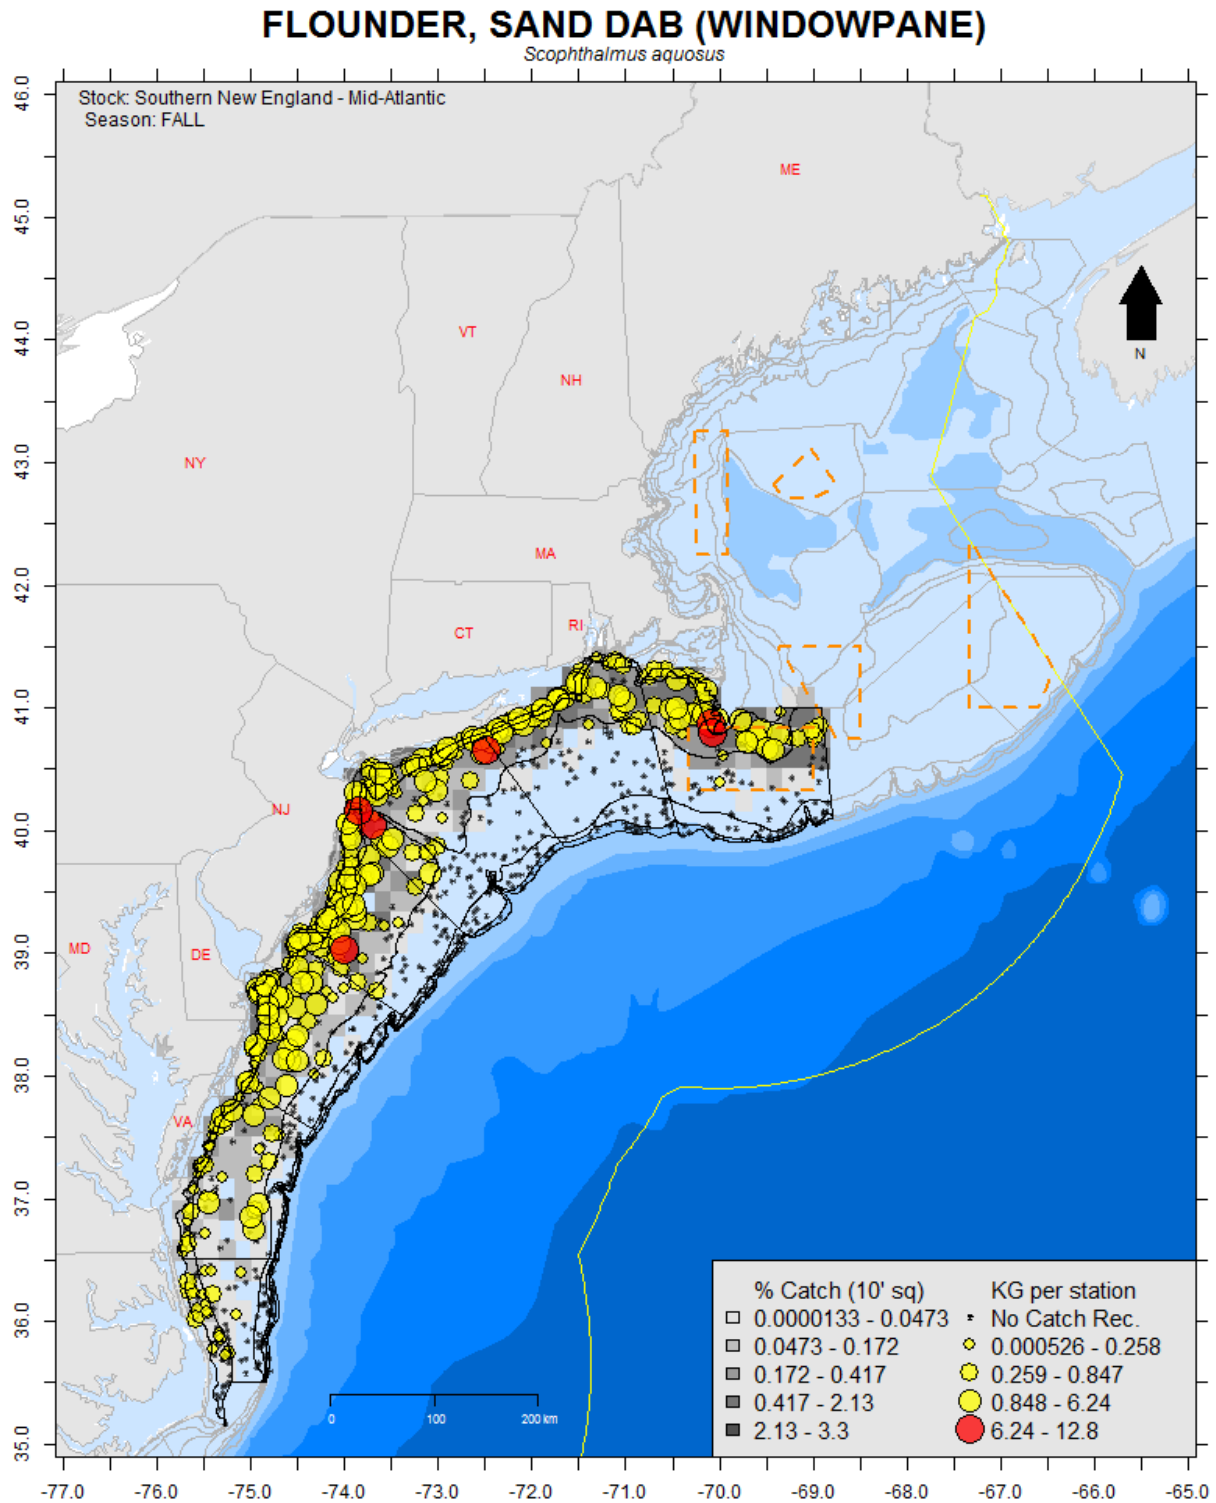 FLOUNDER, SAND DAB (WINDOWPANE)
Scophthalmus aquosus
Stock: Southern New England - Mid-Atlantic
Season: FALL
46.0
45.0
44.0
43.0
42.0
41.0
40.0
39.0
38.0
37.0
36.0
35.0
ME
VT
NH
N
NY
MA
CT
RI
NJ
MD
DE
VA
0 100 200 km
% Catch (10' sq)
0.0000133 - 0.0473
0.0473 - 0.172
0.172 - 0.417
0.417 - 2.13
2.13 - 3.3
KG per station
No Catch Rec.
0.000526 - 0.258
0.259 - 0.847
0.848 - 6.24
6.24 - 12.8
-77.0 -76.0 -75.0 -74.0 -73.0 -72.0 -71.0 -70.0 -69.0 -68.0 -67.0 -66.0 -65.0